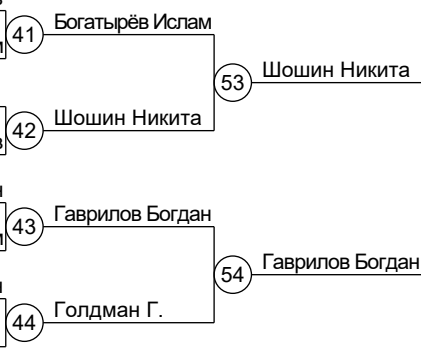 41
Богатырёв Ислам
53
Шошин Никита
42
Шошин Никита
43
Гаврилов Богдан
54
Гаврилов Богдан
44
Голдман Г.